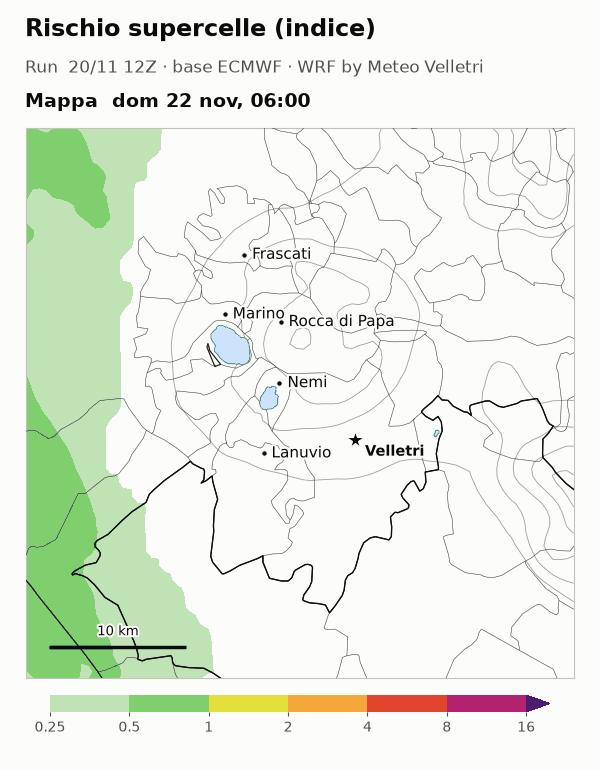 Rischio supercelle (indice)
Run  20/11 12Z · base ECMWF · WRF by Meteo Velletri
Mappa  dom 22 nov, 06:00
Frascati
Marino
Rocca di Papa
Nemi
Velletri
Lanuvio
10 km
0.25 0.5 1 2 4 8 16